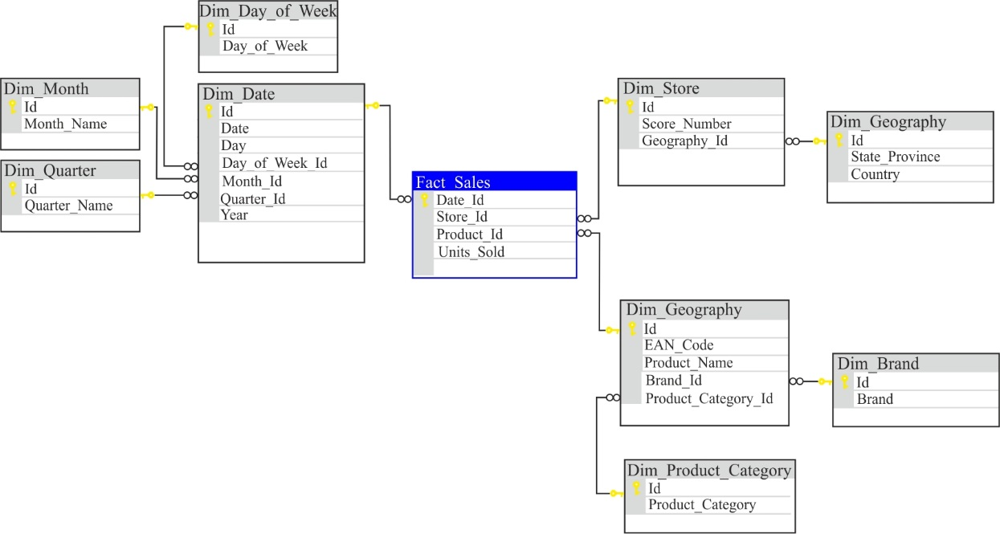 Dim_Day_of_Week
Id
Day_of_Week
Dim_Month
Id
Month_Name
Dim_Quarter
Id
Quarter_Name
Dim_Date
Id
Date
Day
Day_of_Week_Id
Month_Id
Quarter_Id
Year
Fact_Sales
Date_Id
Store_Id
Product_Id
Units_Sold
Dim_Store
Id
Score_Number
Geography_Id
Dim_Geography
Id
State_Province
Country
Dim_Geography
Id
EAN_Code
Product_Name
Brand_Id
Product_Category_Id
Dim_Brand
Id
Brand
Dim_Product_Category
Id
Product_Category